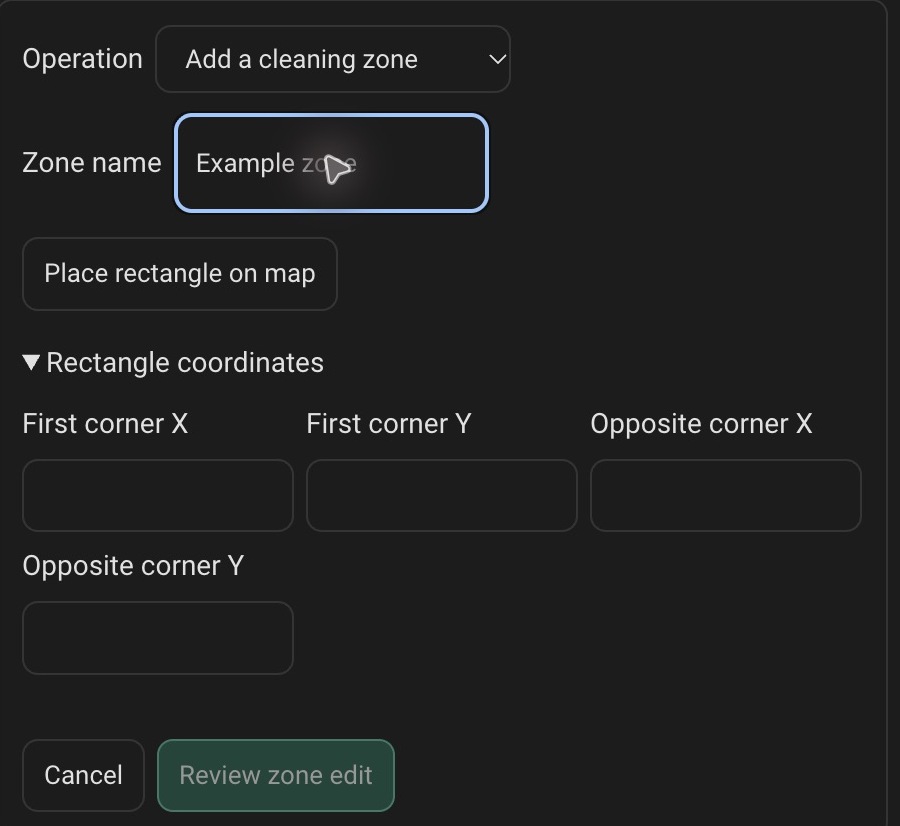 Operation
Add a cleaning zone
Zone name
Example zone
Place rectangle on map
▼ Rectangle coordinates
First corner X
First corner Y
Opposite corner X
Opposite corner Y
Cancel
Review zone edit